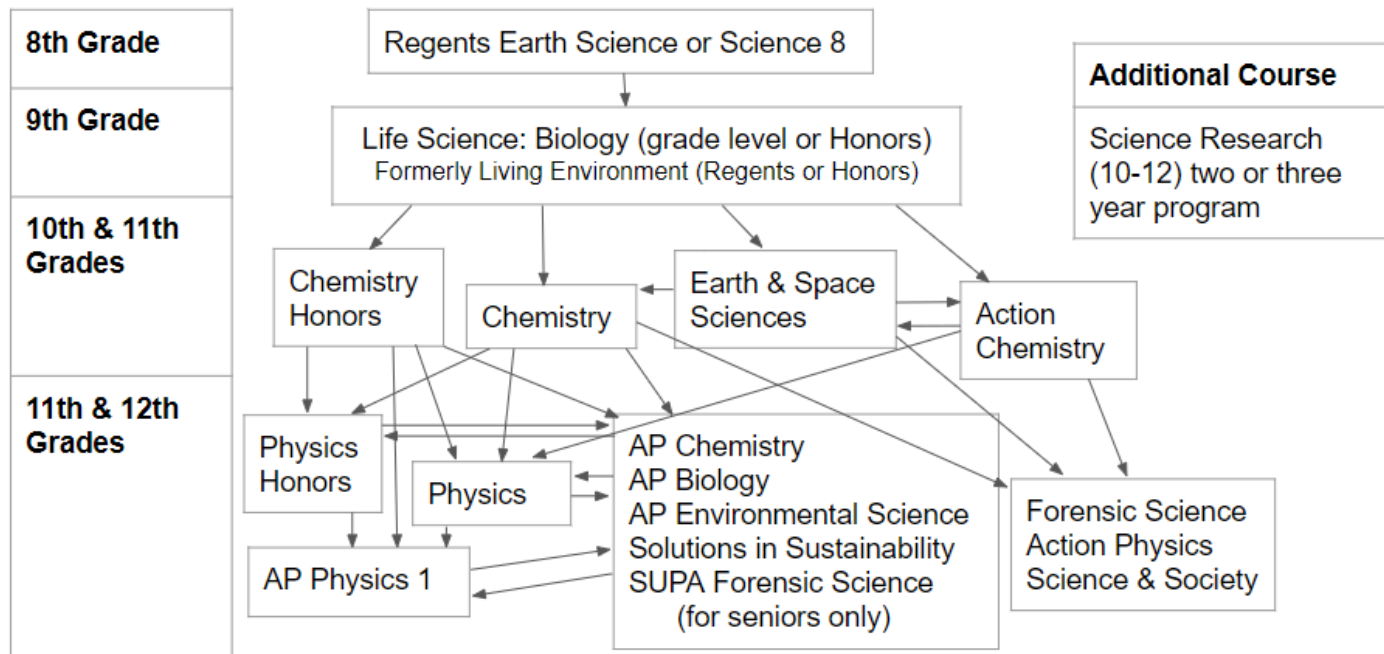 8th Grade
Regents Earth Science or Science 8
Additional Course
9th Grade
Life Science: Biology (grade level or Honors)
Formerly Living Environment (Regents or Honors)
Science Research
(10-12) two or three
year program
10th & 11th
Grades
Chemistry
Honors
Chemistry
Earth & Space
Sciences
Action
Chemistry
11th & 12th
Grades
Physics
Honors
Physics
AP Physics 1
AP Chemistry
AP Biology
AP Environmental Science
Solutions in Sustainability
SUPA Forensic Science
(for seniors only)
Forensic Science
Action Physics
Science & Society